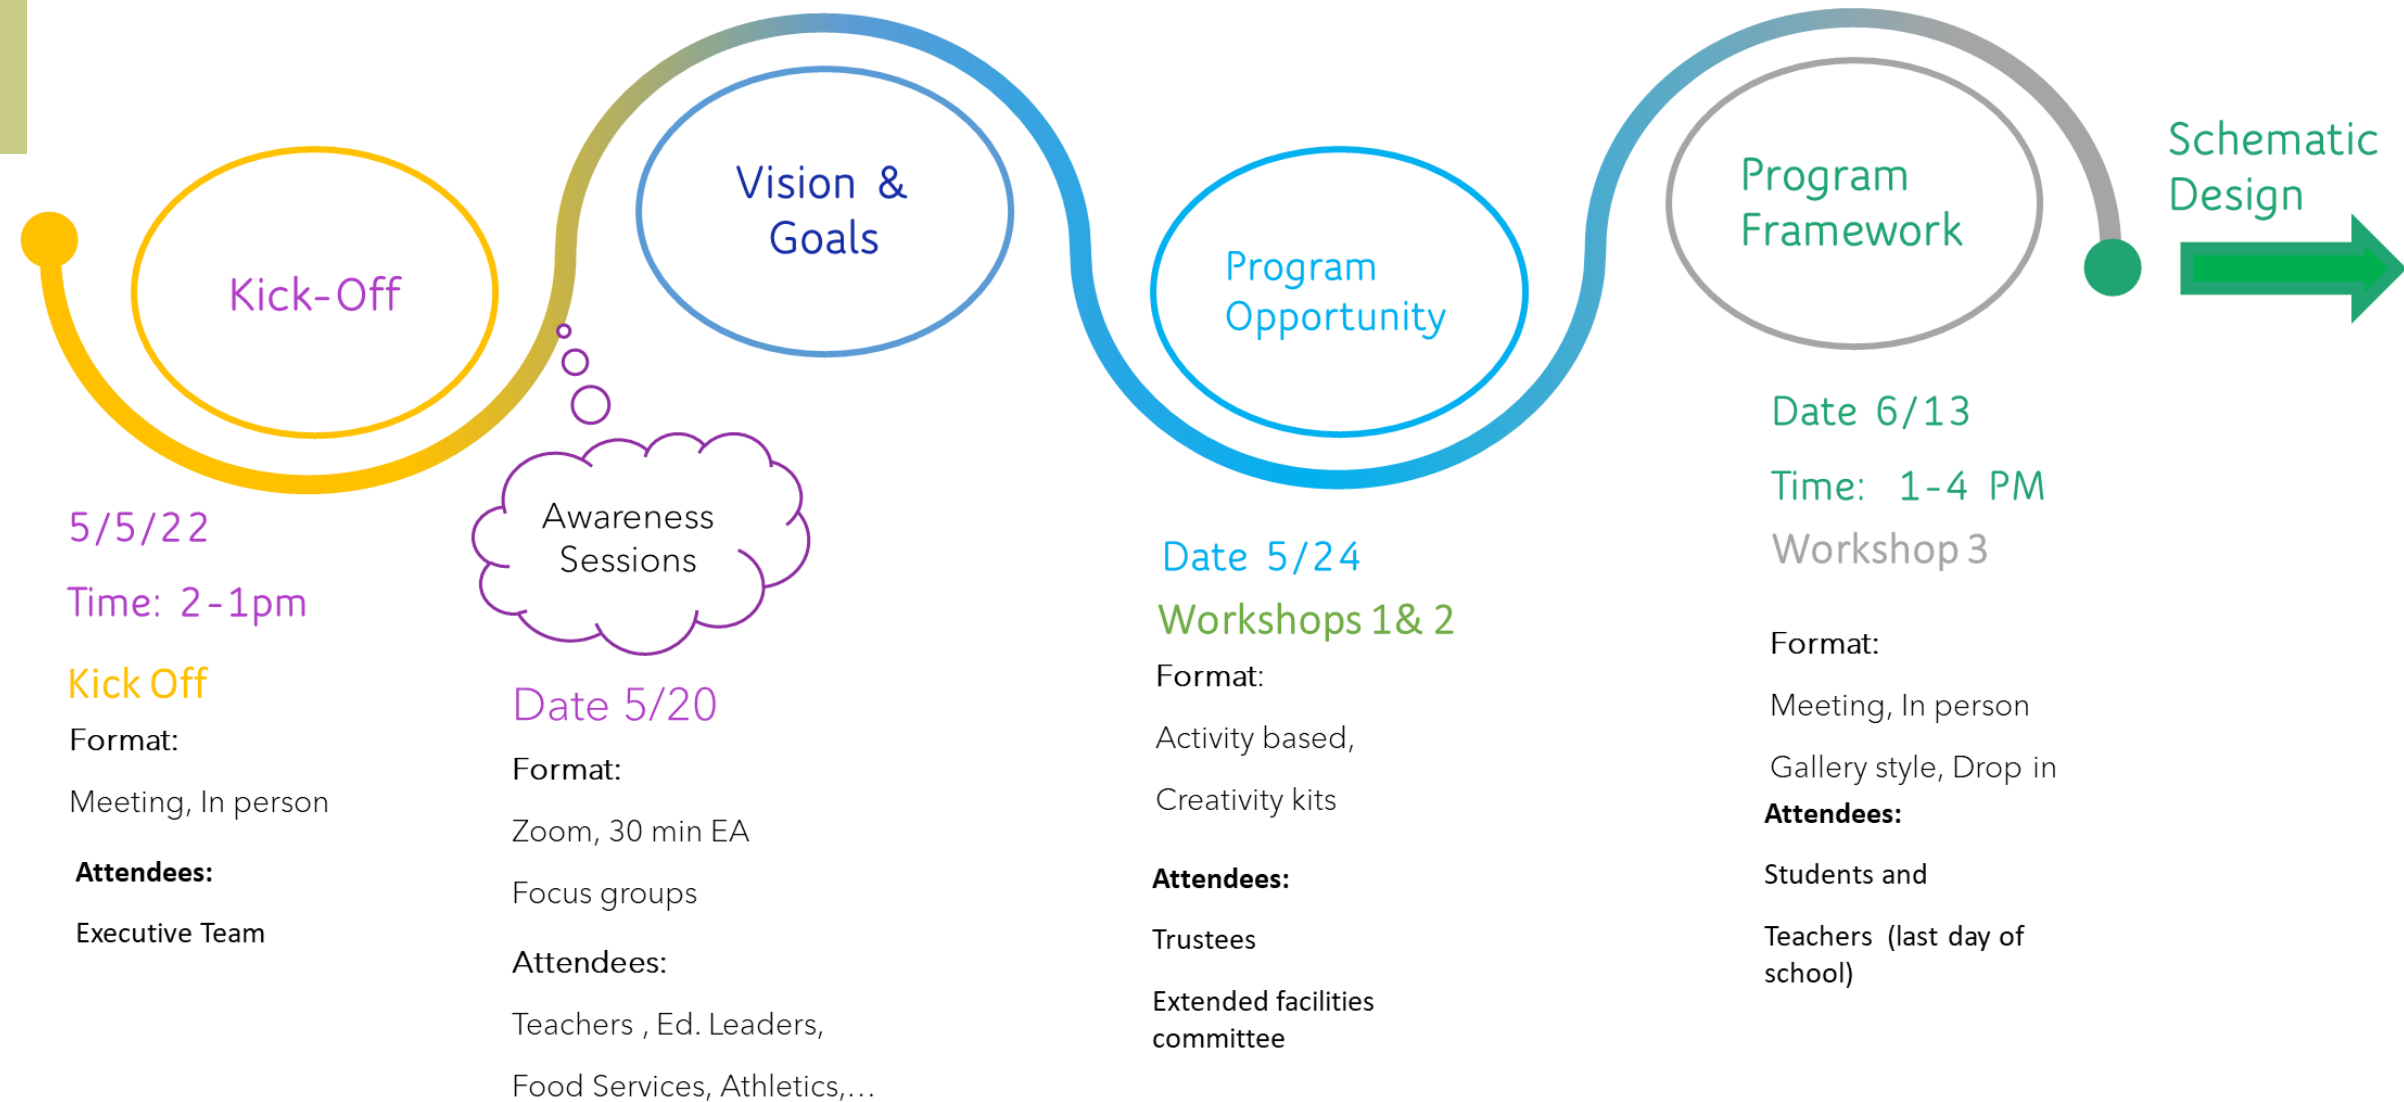 Kick-Off
5/5/22
Time: 2-1pm
Kick Off
Format:
Meeting, In person
Attendees:
Executive Team
Vision &
Goals
Awareness
Sessions
Date 5/20
Format:
Zoom, 30 min EA
Focus groups
Attendees:
Teachers , Ed. Leaders,
Food Services, Athletics,...
Program
Opportunity
Date 5/24
Workshops 1& 2
Format:
Activity based,
Creativity kits
Attendees:
Trustees
Extended facilities
committee
Program
Framework
Date 6/13
Time: 1-4 PM
Workshop 3
Format:
Meeting, In person
Gallery style, Drop in
Attendees:
Students and
Teachers (last day of
school)
Schematic
Design